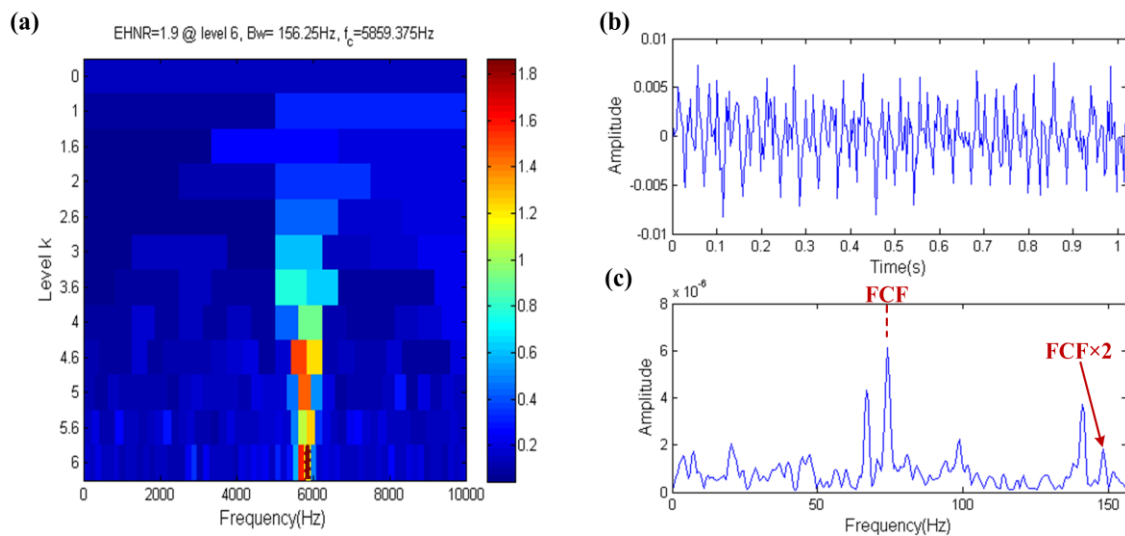 (a)
EHNR=1.9 @ level 6, Bw= 156.25Hz, f_c=5859.375Hz
0
1
1.6
2
2.6
3
3.6
4
4.6
5
5.6
6
Level k
0 2000 4000 6000 8000 10000
Frequency(Hz)
1.8
1.6
1.4
1.2
1
0.8
0.6
0.4
0.2
(b)
0.01
0.005
0
-0.005
-0.01
Amplitude
0 0.1 0.2 0.3 0.4 0.5 0.6 0.7 0.8 0.9 1
Time(s)
(c)
x 10^-6
FCF
FCF×2
8
6
4
2
0
Amplitude
0 50 100 150
Frequency(Hz)